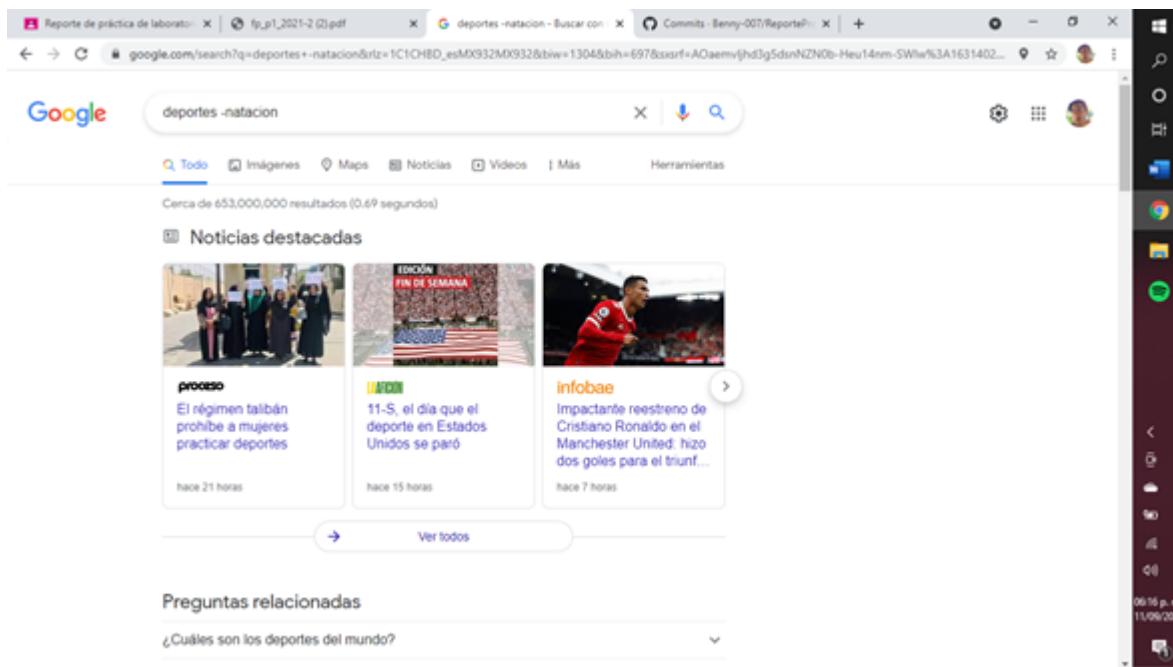 Reporte de práctica de laborator
fp_p1_2021-2 (2).pdf
deportes -natacion - Buscar con
Commits · Benny-007/ReportePr
google.com/search?q=deportes+-natacion&rlz=1C1CHBD_esMX932MX932&biw=1304&bih=697&sxsrf=
Google
deportes -natacion
Todo
Imágenes
Maps
Noticias
Videos
Más
Herramientas
Cerca de 653,000,000 resultados (0.69 segundos)
Noticias destacadas
EDICIÓN
FIN DE SEMANA
proceso
El régimen talibán
prohíbe a mujeres
practicar deportes
hace 21 horas
LA AFICIÓN
11-S, el día que el
deporte en Estados
Unidos se paró
hace 15 horas
infobae
Impactante reestreno de
Cristiano Ronaldo en el
Manchester United: hizo
dos goles para el triunf...
hace 7 horas
Ver todos
Preguntas relacionadas
¿Cuáles son los deportes del mundo?
06:16 p.
11/09/20